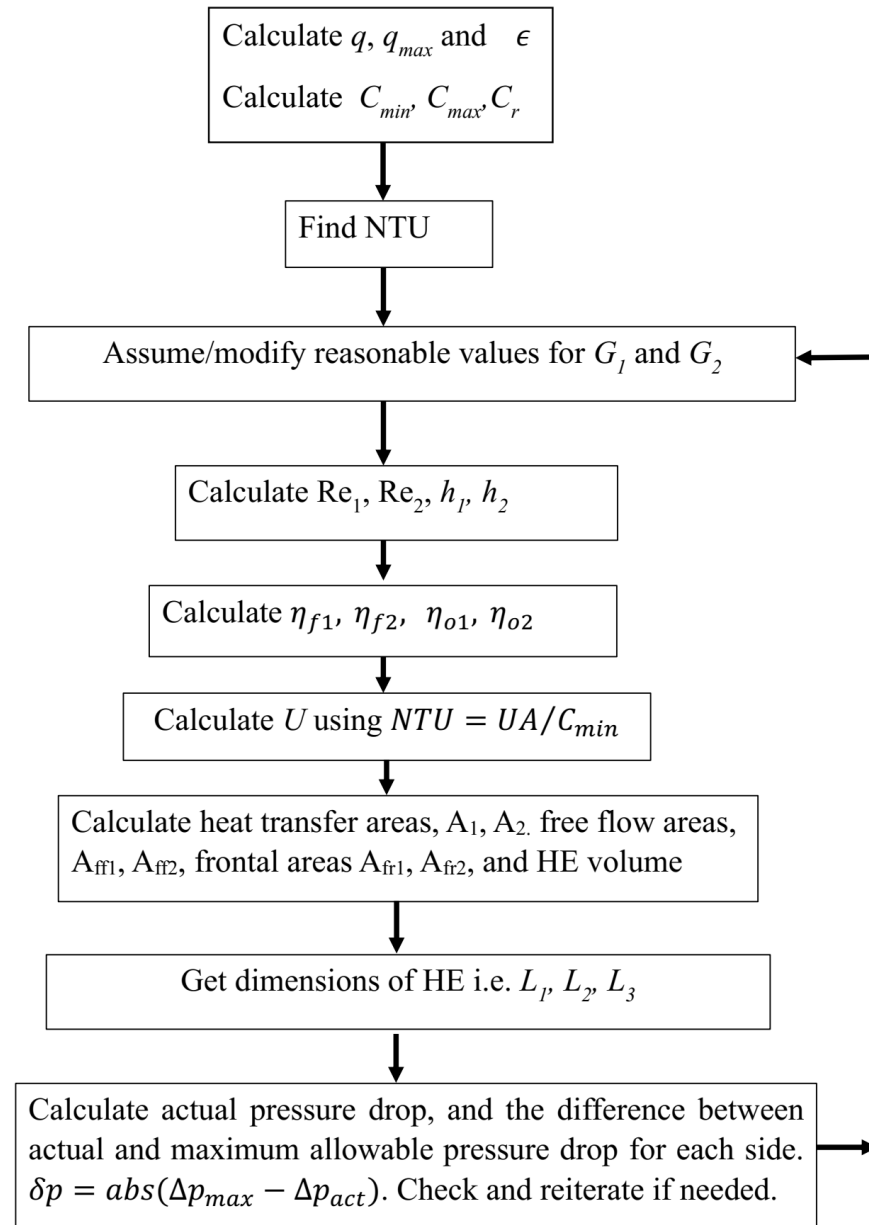 Calculate q, q_max and ϵ
Calculate C_min, C_max, C_r
Find NTU
Assume/modify reasonable values for G_1 and G_2
Calculate Re_1, Re_2, h_1, h_2
Calculate η_f1, η_f2, η_o1, η_o2
Calculate U using NTU = UA/C_min
Calculate heat transfer areas, A_1, A_2. free flow areas,
A_ff1, A_ff2, frontal areas A_fr1, A_fr2, and HE volume
Get dimensions of HE i.e. L_1, L_2, L_3
Calculate actual pressure drop, and the difference between
actual and maximum allowable pressure drop for each side.
δp = abs(Δp_max − Δp_act). Check and reiterate if needed.